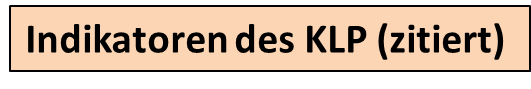 Indikatoren des KLP (zitiert)